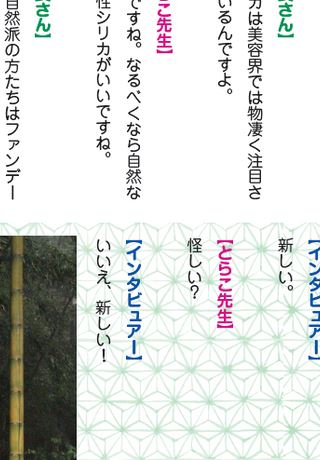 さん】
カは美容界では物凄く注目さ
いるんですよ。
こ先生】
ですね。なるべくなら自然な
性シリカがいいですね。
さん】
自然派の方たちはファンデー
【インタビュアー】
新しい。
【とらこ先生】
怪しい?
【インタビュアー】
いいえ、新しい!